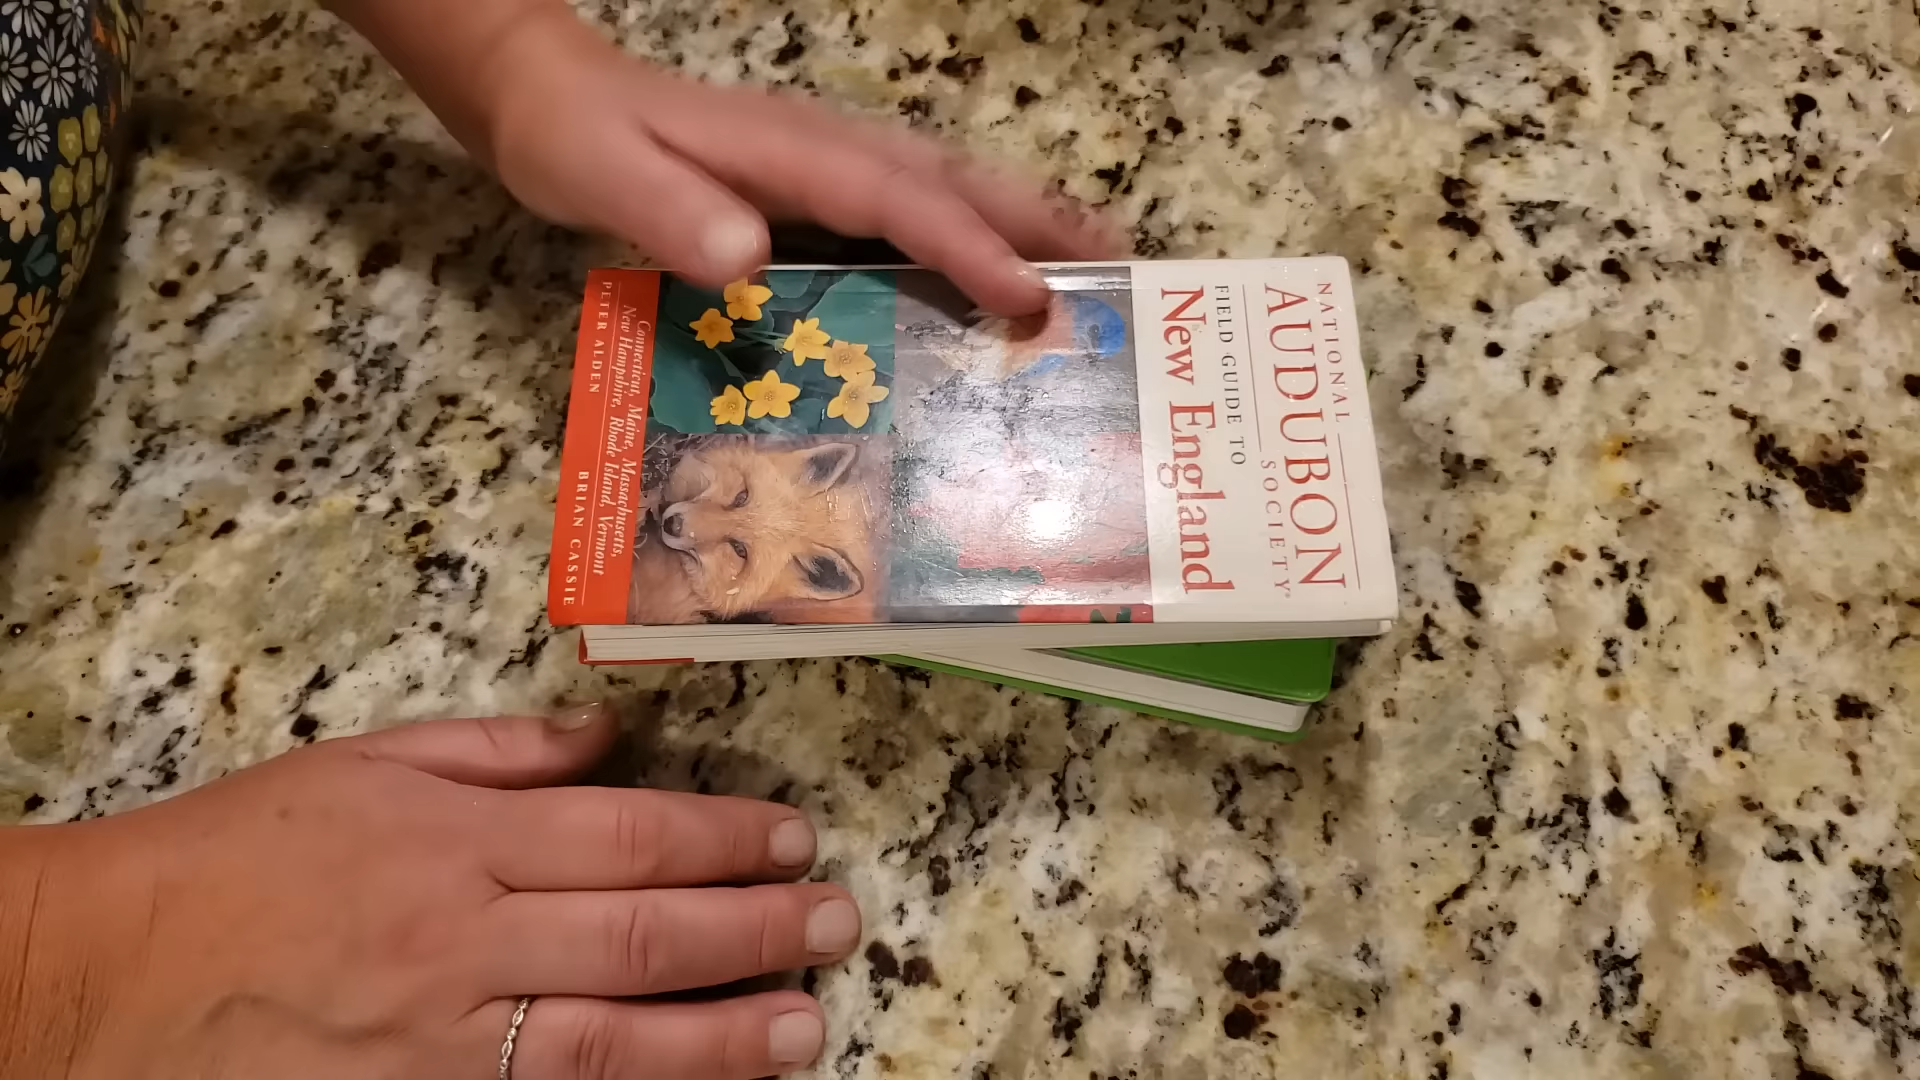 NATIONAL
AUDUBON
SOCIETY®
FIELD GUIDE TO
New England
Connecticut, Maine, Massachusetts,
New Hampshire, Rhode Island, Vermont
PETER ALDEN BRIAN CASSIE